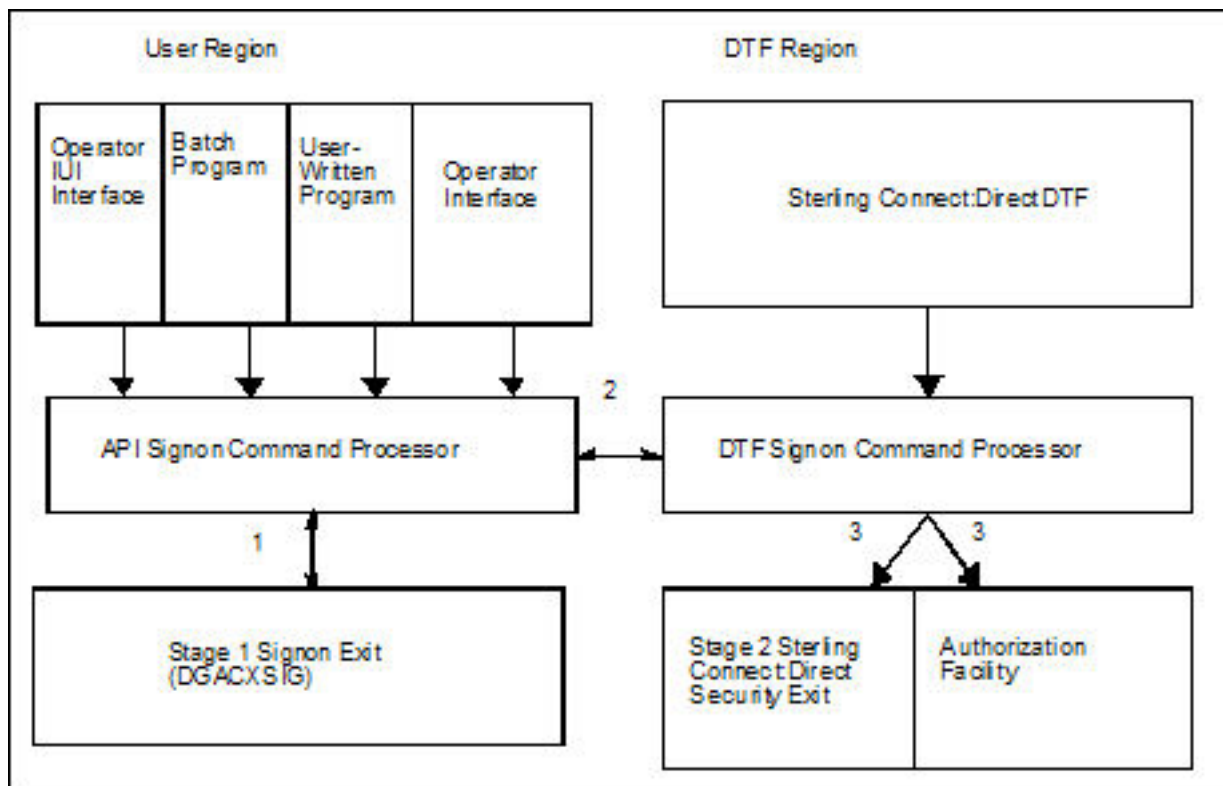 User Region
DTF Region
Operator
IUI
Interface
Batch
Program
User-
Written
Program
Operator
Interface
Sterling Connect:Direct DTF
2
API Signon Command Processor
DTF Signon Command Processor
1
3
3
Stage 1 Signon Exit
(DGACXSIG)
Stage 2 Sterling
Connect:Direct
Security Exit
Authorization
Facility